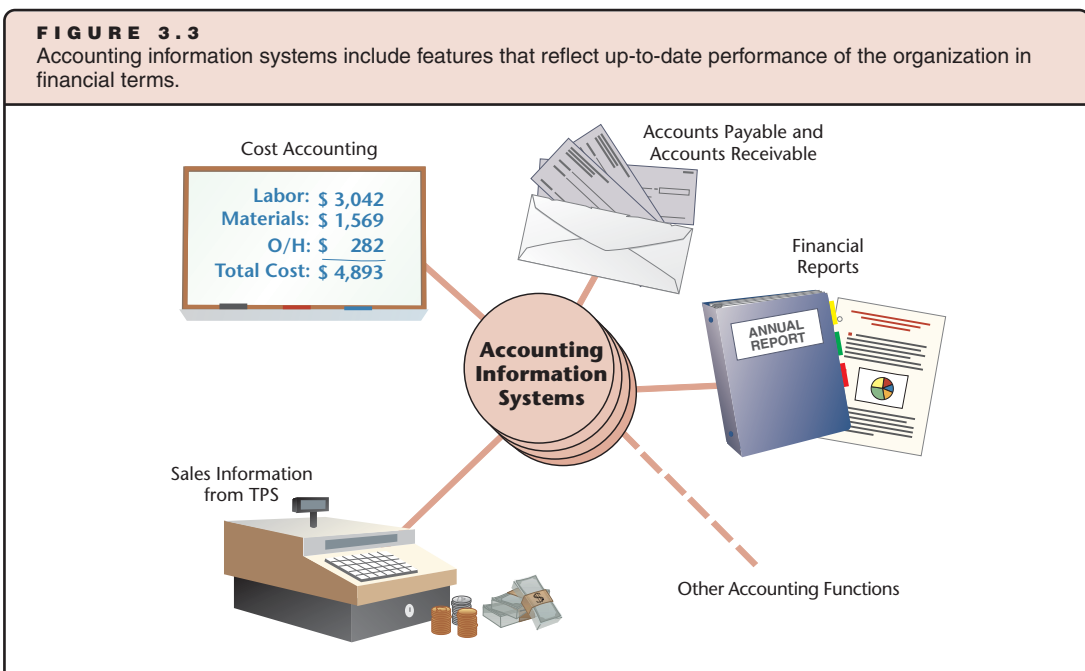 FIGURE 3.3
Accounting information systems include features that reflect up-to-date performance of the organization in
financial terms.
Cost Accounting
Labor: $ 3,042
Materials: $ 1,569
O/H: $ 282
Total Cost: $ 4,893
Accounts Payable and
Accounts Receivable
Financial
Reports
ANNUAL
REPORT
Accounting
Information
Systems
Sales Information
from TPS
$
Other Accounting Functions